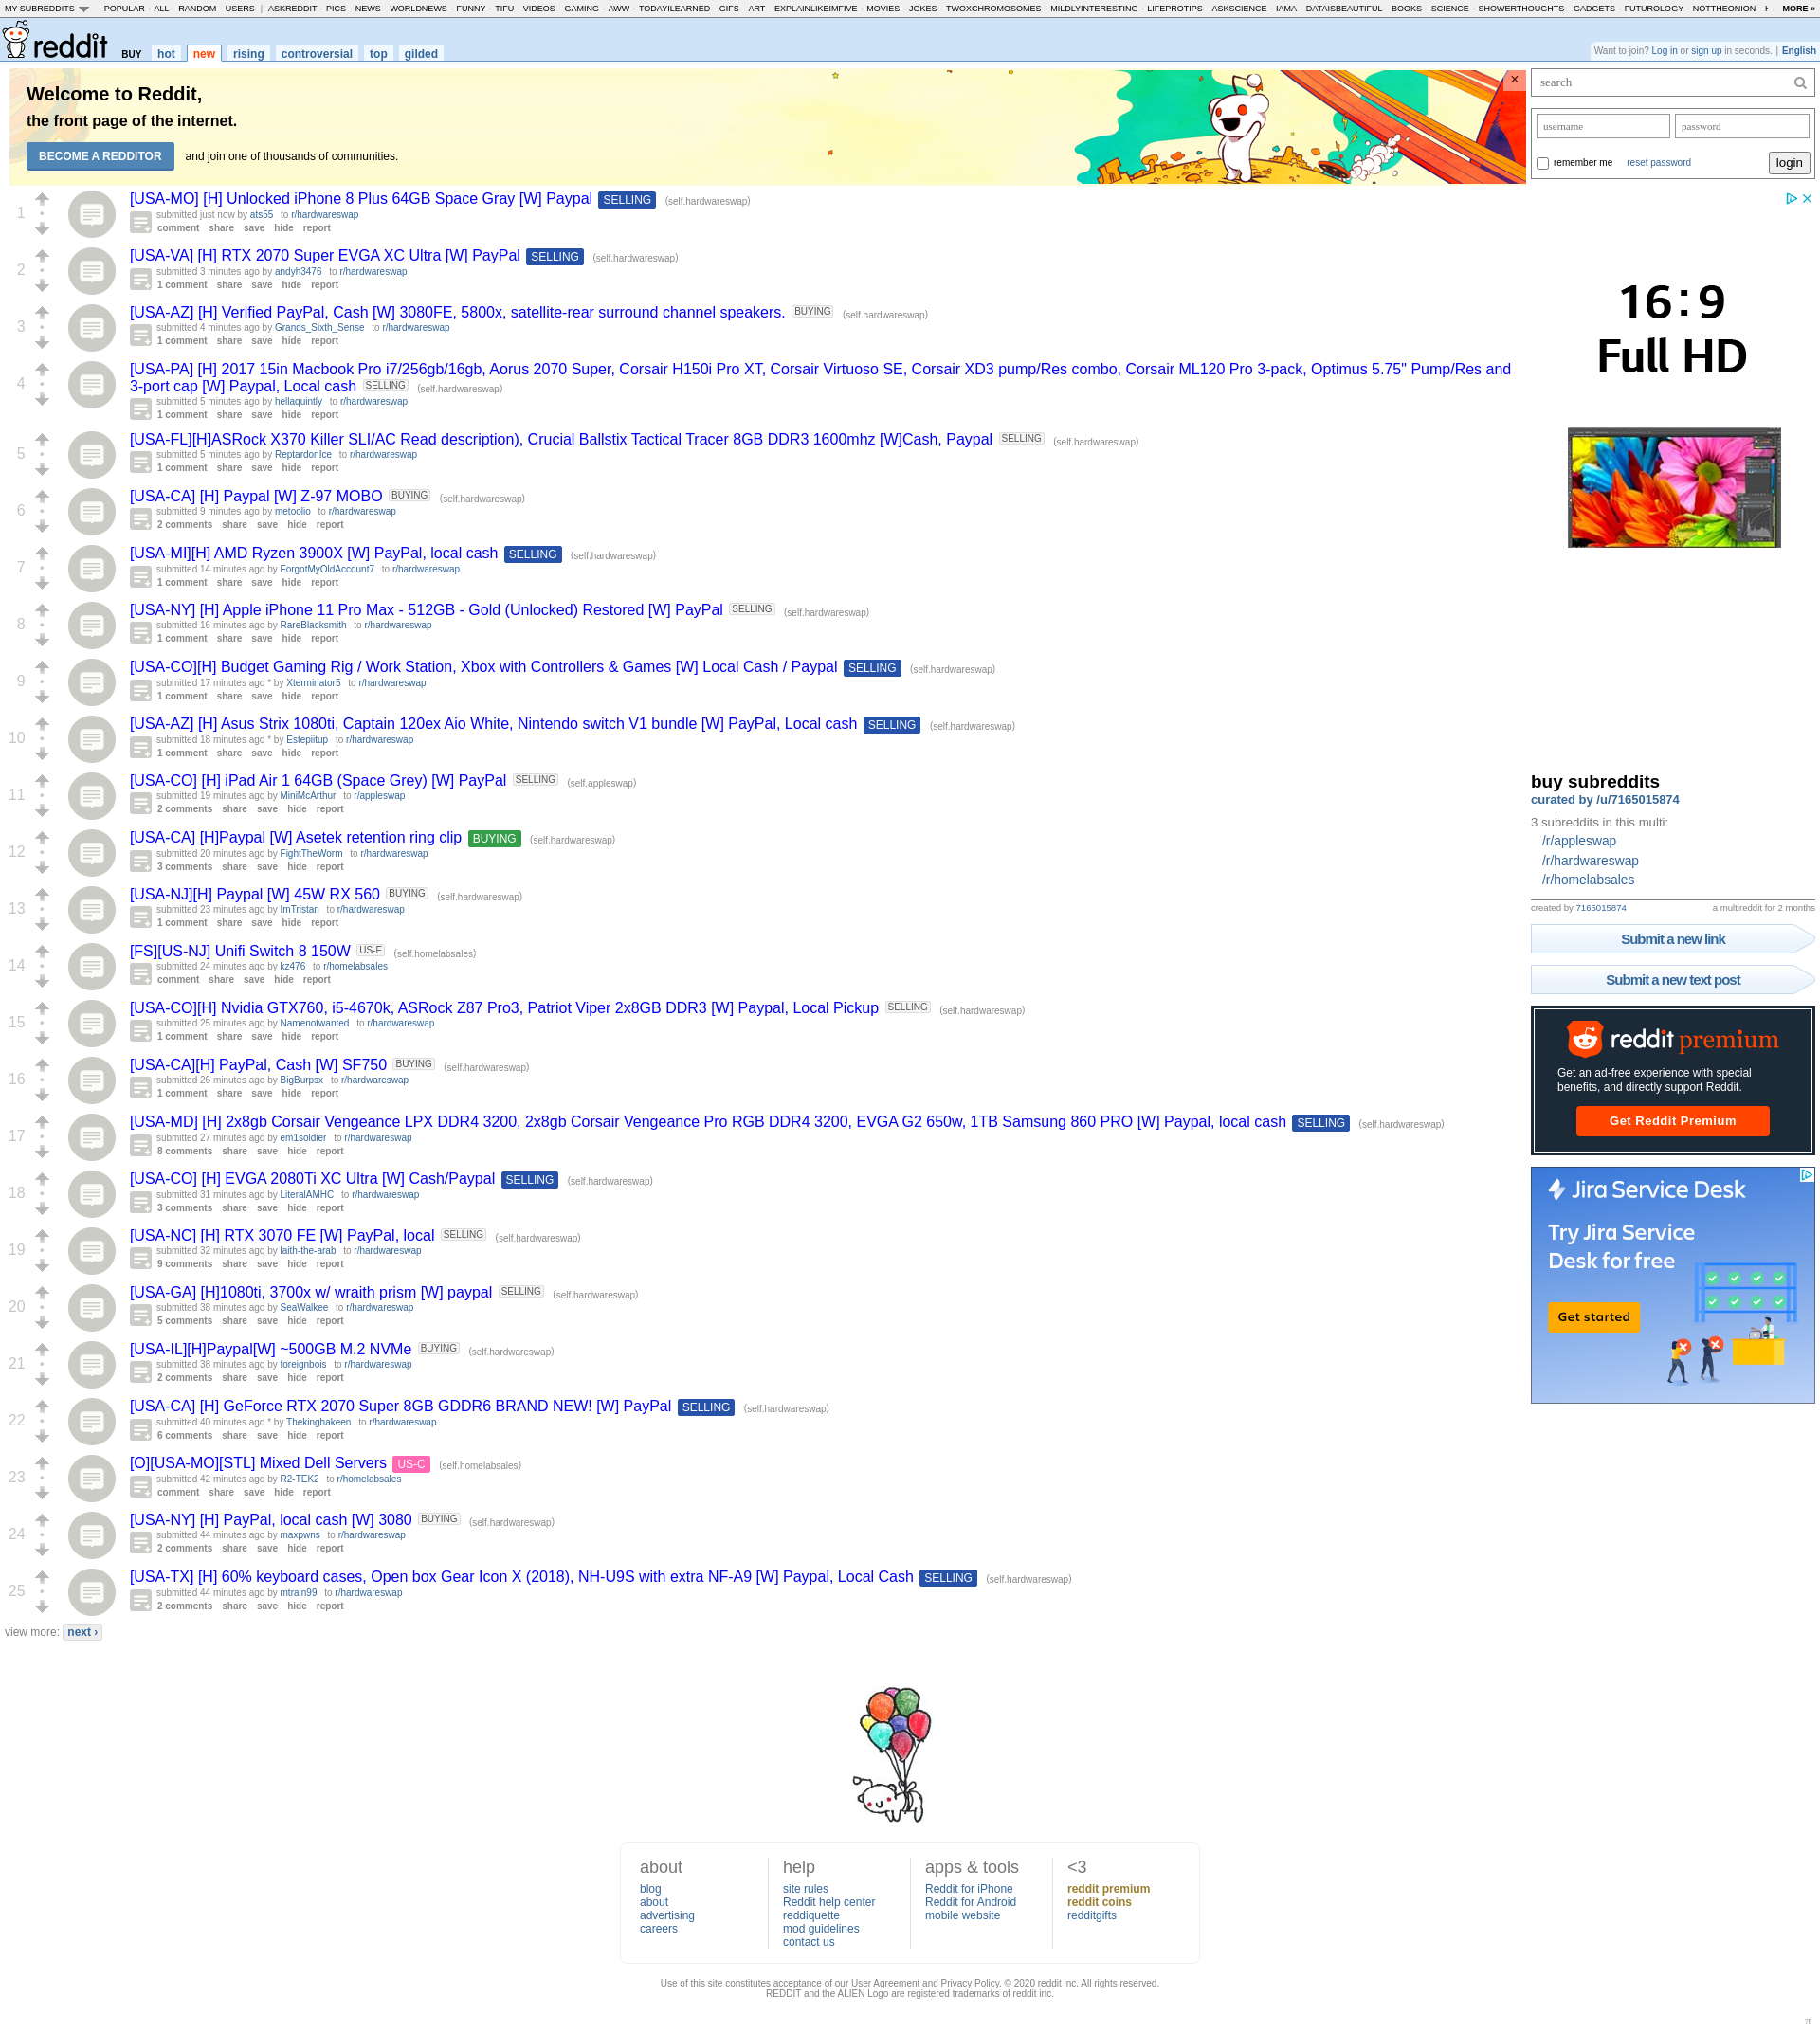 MY SUBREDDITS POPULAR - ALL - RANDOM - USERS | ASKREDDIT - PICS - NEWS - WORLDNEWS - FUNNY - TIFU - VIDEOS - GAMING - AWW - TODAYILEARNED - GIFS - ART - EXPLAINLIKEIMFIVE - MOVIES - JOKES - TWOXCHROMOSOMES - MILDLYINTERESTING - LIFEPROTIPS - ASKSCIENCE - IAMA - DATAISBEAUTIFUL - BOOKS - SCIENCE - SHOWERTHOUGHTS - GADGETS - FUTUROLOGY - NOTTHEONION - MORE »
reddit BUY hot new rising controversial top gilded
Want to join? Log in or sign up in seconds. | English
Welcome to Reddit,
the front page of the internet.
BECOME A REDDITOR and join one of thousands of communities.
×
search
username password
remember me reset password login
1
[USA-MO] [H] Unlocked iPhone 8 Plus 64GB Space Gray [W] Paypal SELLING (self.hardwareswap)
submitted just now by ats55 to r/hardwareswap
comment share save hide report
2
[USA-VA] [H] RTX 2070 Super EVGA XC Ultra [W] PayPal SELLING (self.hardwareswap)
submitted 3 minutes ago by andyh3476 to r/hardwareswap
1 comment share save hide report
3
[USA-AZ] [H] Verified PayPal, Cash [W] 3080FE, 5800x, satellite-rear surround channel speakers. BUYING (self.hardwareswap)
submitted 4 minutes ago by Grands_Sixth_Sense to r/hardwareswap
1 comment share save hide report
4
[USA-PA] [H] 2017 15in Macbook Pro i7/256gb/16gb, Aorus 2070 Super, Corsair H150i Pro XT, Corsair Virtuoso SE, Corsair XD3 pump/Res combo, Corsair ML120 Pro 3-pack, Optimus 5.75" Pump/Res and
3-port cap [W] Paypal, Local cash SELLING (self.hardwareswap)
submitted 5 minutes ago by hellaquintly to r/hardwareswap
1 comment share save hide report
5
[USA-FL][H]ASRock X370 Killer SLI/AC Read description), Crucial Ballstix Tactical Tracer 8GB DDR3 1600mhz [W]Cash, Paypal SELLING (self.hardwareswap)
submitted 5 minutes ago by ReptardonIce to r/hardwareswap
1 comment share save hide report
6
[USA-CA] [H] Paypal [W] Z-97 MOBO BUYING (self.hardwareswap)
submitted 9 minutes ago by metoolio to r/hardwareswap
2 comments share save hide report
7
[USA-MI][H] AMD Ryzen 3900X [W] PayPal, local cash SELLING (self.hardwareswap)
submitted 14 minutes ago by ForgotMyOldAccount7 to r/hardwareswap
1 comment share save hide report
8
[USA-NY] [H] Apple iPhone 11 Pro Max - 512GB - Gold (Unlocked) Restored [W] PayPal SELLING (self.hardwareswap)
submitted 16 minutes ago by RareBlacksmith to r/hardwareswap
1 comment share save hide report
9
[USA-CO][H] Budget Gaming Rig / Work Station, Xbox with Controllers & Games [W] Local Cash / Paypal SELLING (self.hardwareswap)
submitted 17 minutes ago * by Xterminator5 to r/hardwareswap
1 comment share save hide report
10
[USA-AZ] [H] Asus Strix 1080ti, Captain 120ex Aio White, Nintendo switch V1 bundle [W] PayPal, Local cash SELLING (self.hardwareswap)
submitted 18 minutes ago * by Estepiitup to r/hardwareswap
1 comment share save hide report
11
[USA-CO] [H] iPad Air 1 64GB (Space Grey) [W] PayPal SELLING (self.appleswap)
submitted 19 minutes ago by MiniMcArthur to r/appleswap
2 comments share save hide report
12
[USA-CA] [H]Paypal [W] Asetek retention ring clip BUYING (self.hardwareswap)
submitted 20 minutes ago by FightTheWorm to r/hardwareswap
3 comments share save hide report
13
[USA-NJ][H] Paypal [W] 45W RX 560 BUYING (self.hardwareswap)
submitted 23 minutes ago by ImTristan to r/hardwareswap
1 comment share save hide report
14
[FS][US-NJ] Unifi Switch 8 150W US-E (self.homelabsales)
submitted 24 minutes ago by kz476 to r/homelabsales
comment share save hide report
15
[USA-CO][H] Nvidia GTX760, i5-4670k, ASRock Z87 Pro3, Patriot Viper 2x8GB DDR3 [W] Paypal, Local Pickup SELLING (self.hardwareswap)
submitted 25 minutes ago by Namenotwanted to r/hardwareswap
1 comment share save hide report
16
[USA-CA][H] PayPal, Cash [W] SF750 BUYING (self.hardwareswap)
submitted 26 minutes ago by BigBurpsx to r/hardwareswap
1 comment share save hide report
17
[USA-MD] [H] 2x8gb Corsair Vengeance LPX DDR4 3200, 2x8gb Corsair Vengeance Pro RGB DDR4 3200, EVGA G2 650w, 1TB Samsung 860 PRO [W] Paypal, local cash SELLING (self.hardwareswap)
submitted 27 minutes ago by em1soldier to r/hardwareswap
8 comments share save hide report
18
[USA-CO] [H] EVGA 2080Ti XC Ultra [W] Cash/Paypal SELLING (self.hardwareswap)
submitted 31 minutes ago by LiteralAMHC to r/hardwareswap
3 comments share save hide report
19
[USA-NC] [H] RTX 3070 FE [W] PayPal, local SELLING (self.hardwareswap)
submitted 32 minutes ago by laith-the-arab to r/hardwareswap
9 comments share save hide report
20
[USA-GA] [H]1080ti, 3700x w/ wraith prism [W] paypal SELLING (self.hardwareswap)
submitted 38 minutes ago by SeaWalkee to r/hardwareswap
5 comments share save hide report
21
[USA-IL][H]Paypal[W] ~500GB M.2 NVMe BUYING (self.hardwareswap)
submitted 38 minutes ago by foreignbois to r/hardwareswap
2 comments share save hide report
22
[USA-CA] [H] GeForce RTX 2070 Super 8GB GDDR6 BRAND NEW! [W] PayPal SELLING (self.hardwareswap)
submitted 40 minutes ago * by Thekinghakeen to r/hardwareswap
6 comments share save hide report
23
[O][USA-MO][STL] Mixed Dell Servers US-C (self.homelabsales)
submitted 42 minutes ago by R2-TEK2 to r/homelabsales
comment share save hide report
24
[USA-NY] [H] PayPal, local cash [W] 3080 BUYING (self.hardwareswap)
submitted 44 minutes ago by maxpwns to r/hardwareswap
2 comments share save hide report
25
[USA-TX] [H] 60% keyboard cases, Open box Gear Icon X (2018), NH-U9S with extra NF-A9 [W] Paypal, Local Cash SELLING (self.hardwareswap)
submitted 44 minutes ago by mtrain99 to r/hardwareswap
2 comments share save hide report
view more: next ›
16:9
Full HD
buy subreddits
curated by /u/7165015874
3 subreddits in this multi:
/r/appleswap
/r/hardwareswap
/r/homelabsales
created by 7165015874 a multireddit for 2 months
Submit a new link
Submit a new text post
reddit premium
Get an ad-free experience with special
benefits, and directly support Reddit.
Get Reddit Premium
Jira Service Desk
Try Jira Service
Desk for free
Get started
about
blog
about
advertising
careers
help
site rules
Reddit help center
reddiquette
mod guidelines
contact us
apps & tools
Reddit for iPhone
Reddit for Android
mobile website
<3
reddit premium
reddit coins
redditgifts
Use of this site constitutes acceptance of our User Agreement and Privacy Policy. © 2020 reddit inc. All rights reserved.
REDDIT and the ALIEN Logo are registered trademarks of reddit inc.
π